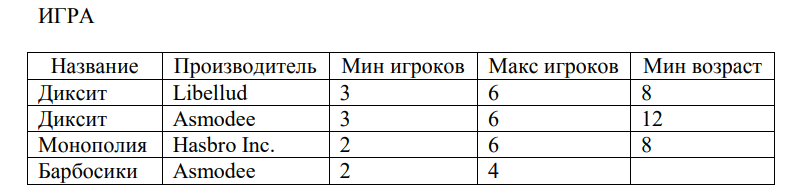 ИГРА
Название Производитель Мин игроков Макс игроков Мин возраст
Диксит Libellud 3 6 8
Диксит Asmodee 3 6 12
Монополия Hasbro Inc. 2 6 8
Барбосики Asmodee 2 4